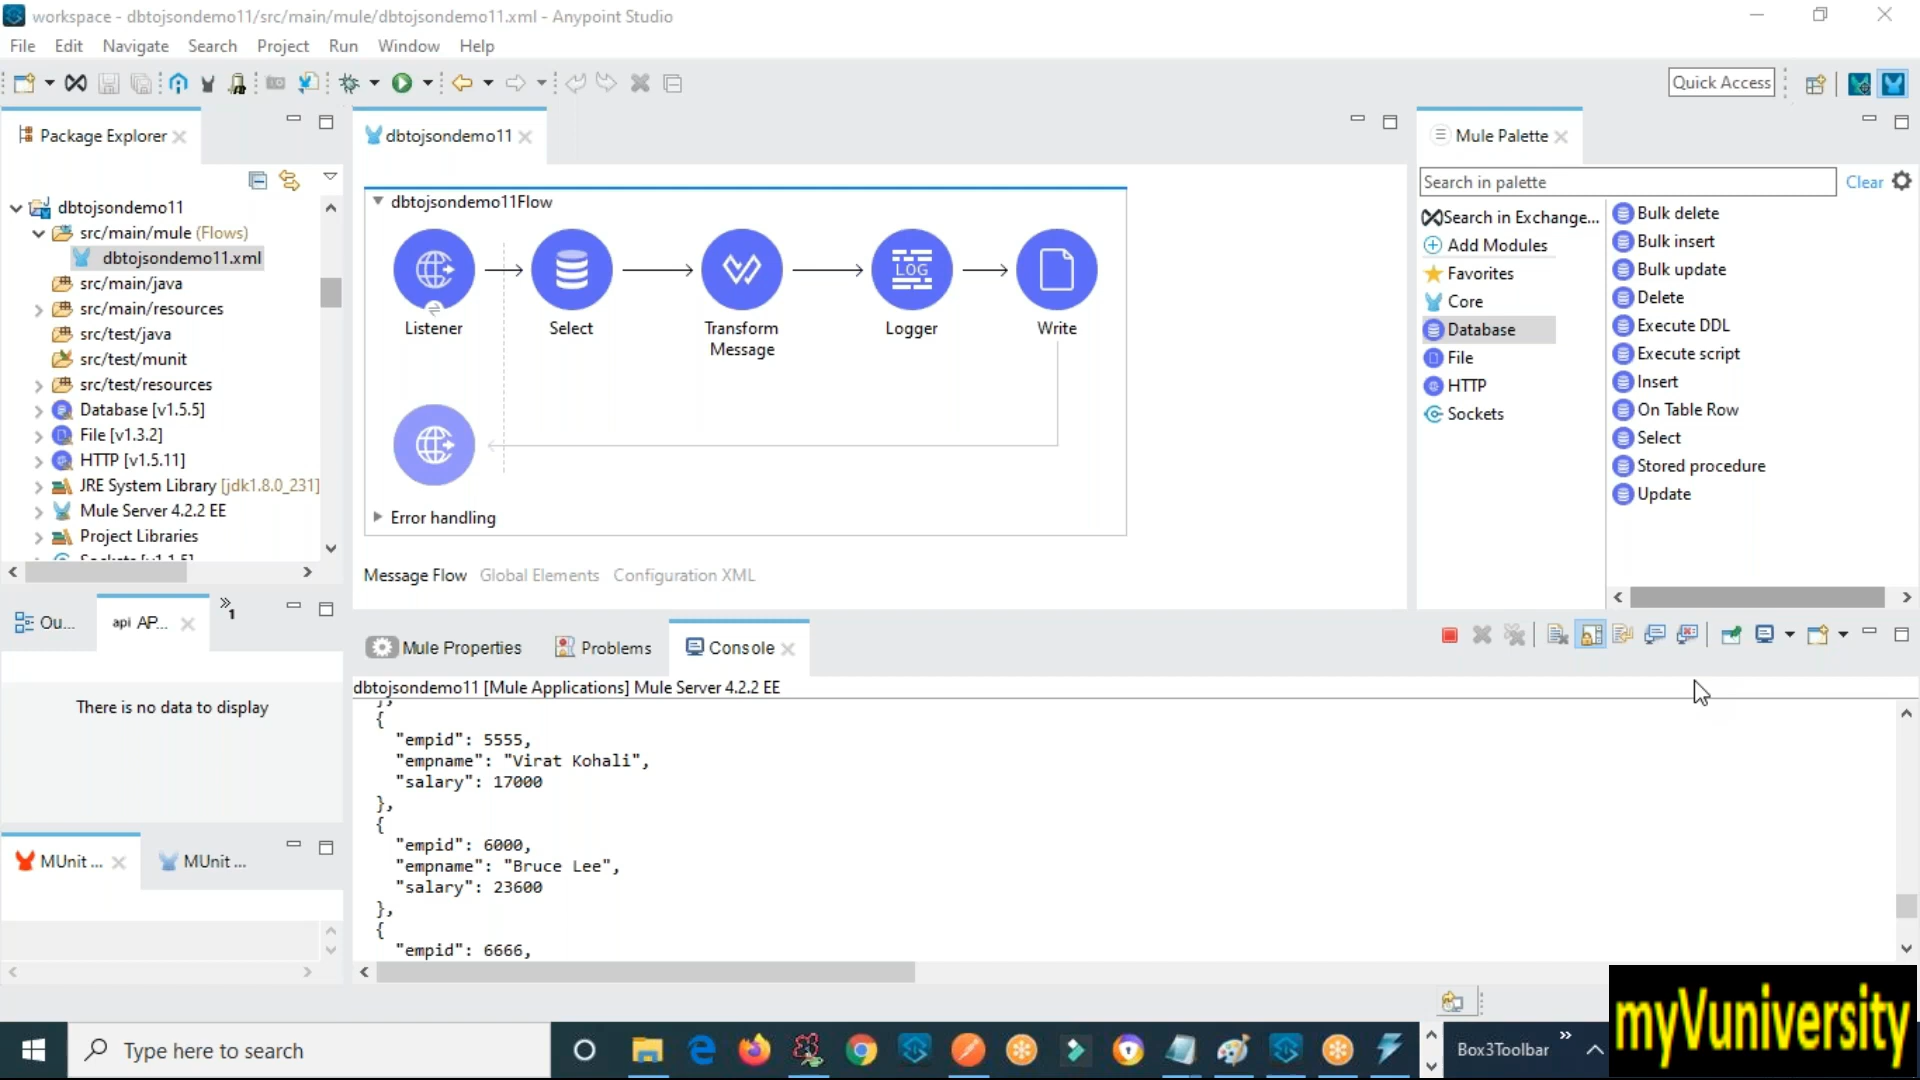 workspace - dbtojsondemo11/src/main/mule/dbtojsondemo11.xml - Anypoint Studio
File Edit Navigate Search Project Run Window Help
Quick Access
Package Explorer
dbtojsondemo11
src/main/mule (Flows)
dbtojsondemo11.xml
src/main/java
src/main/resources
src/test/java
src/test/munit
src/test/resources
Database [v1.5.5]
File [v1.3.2]
HTTP [v1.5.11]
JRE System Library [jdk1.8.0_231]
Mule Server 4.2.2 EE
Project Libraries
dbtojsondemo11
dbtojsondemo11Flow
Listener
Select
Transform
Message
LOG
Logger
Write
Error handling
Message Flow Global Elements Configuration XML
Mule Palette
Search in palette
Clear
Search in Exchange...
Add Modules
Favorites
Core
Database
File
HTTP
Sockets
Bulk delete
Bulk insert
Bulk update
Delete
Execute DDL
Execute script
Insert
On Table Row
Select
Stored procedure
Update
Ou...
api AP...
»1
There is no data to display
MUnit ...
MUnit ...
Mule Properties Problems Console
dbtojsondemo11 [Mule Applications] Mule Server 4.2.2 EE
},
{
"empid": 5555,
"empname": "Virat Kohali",
"salary": 17000
},
{
"empid": 6000,
"empname": "Bruce Lee",
"salary": 23600
},
{
"empid": 6666,
Type here to search
Box3Toolbar »
myVuniversity